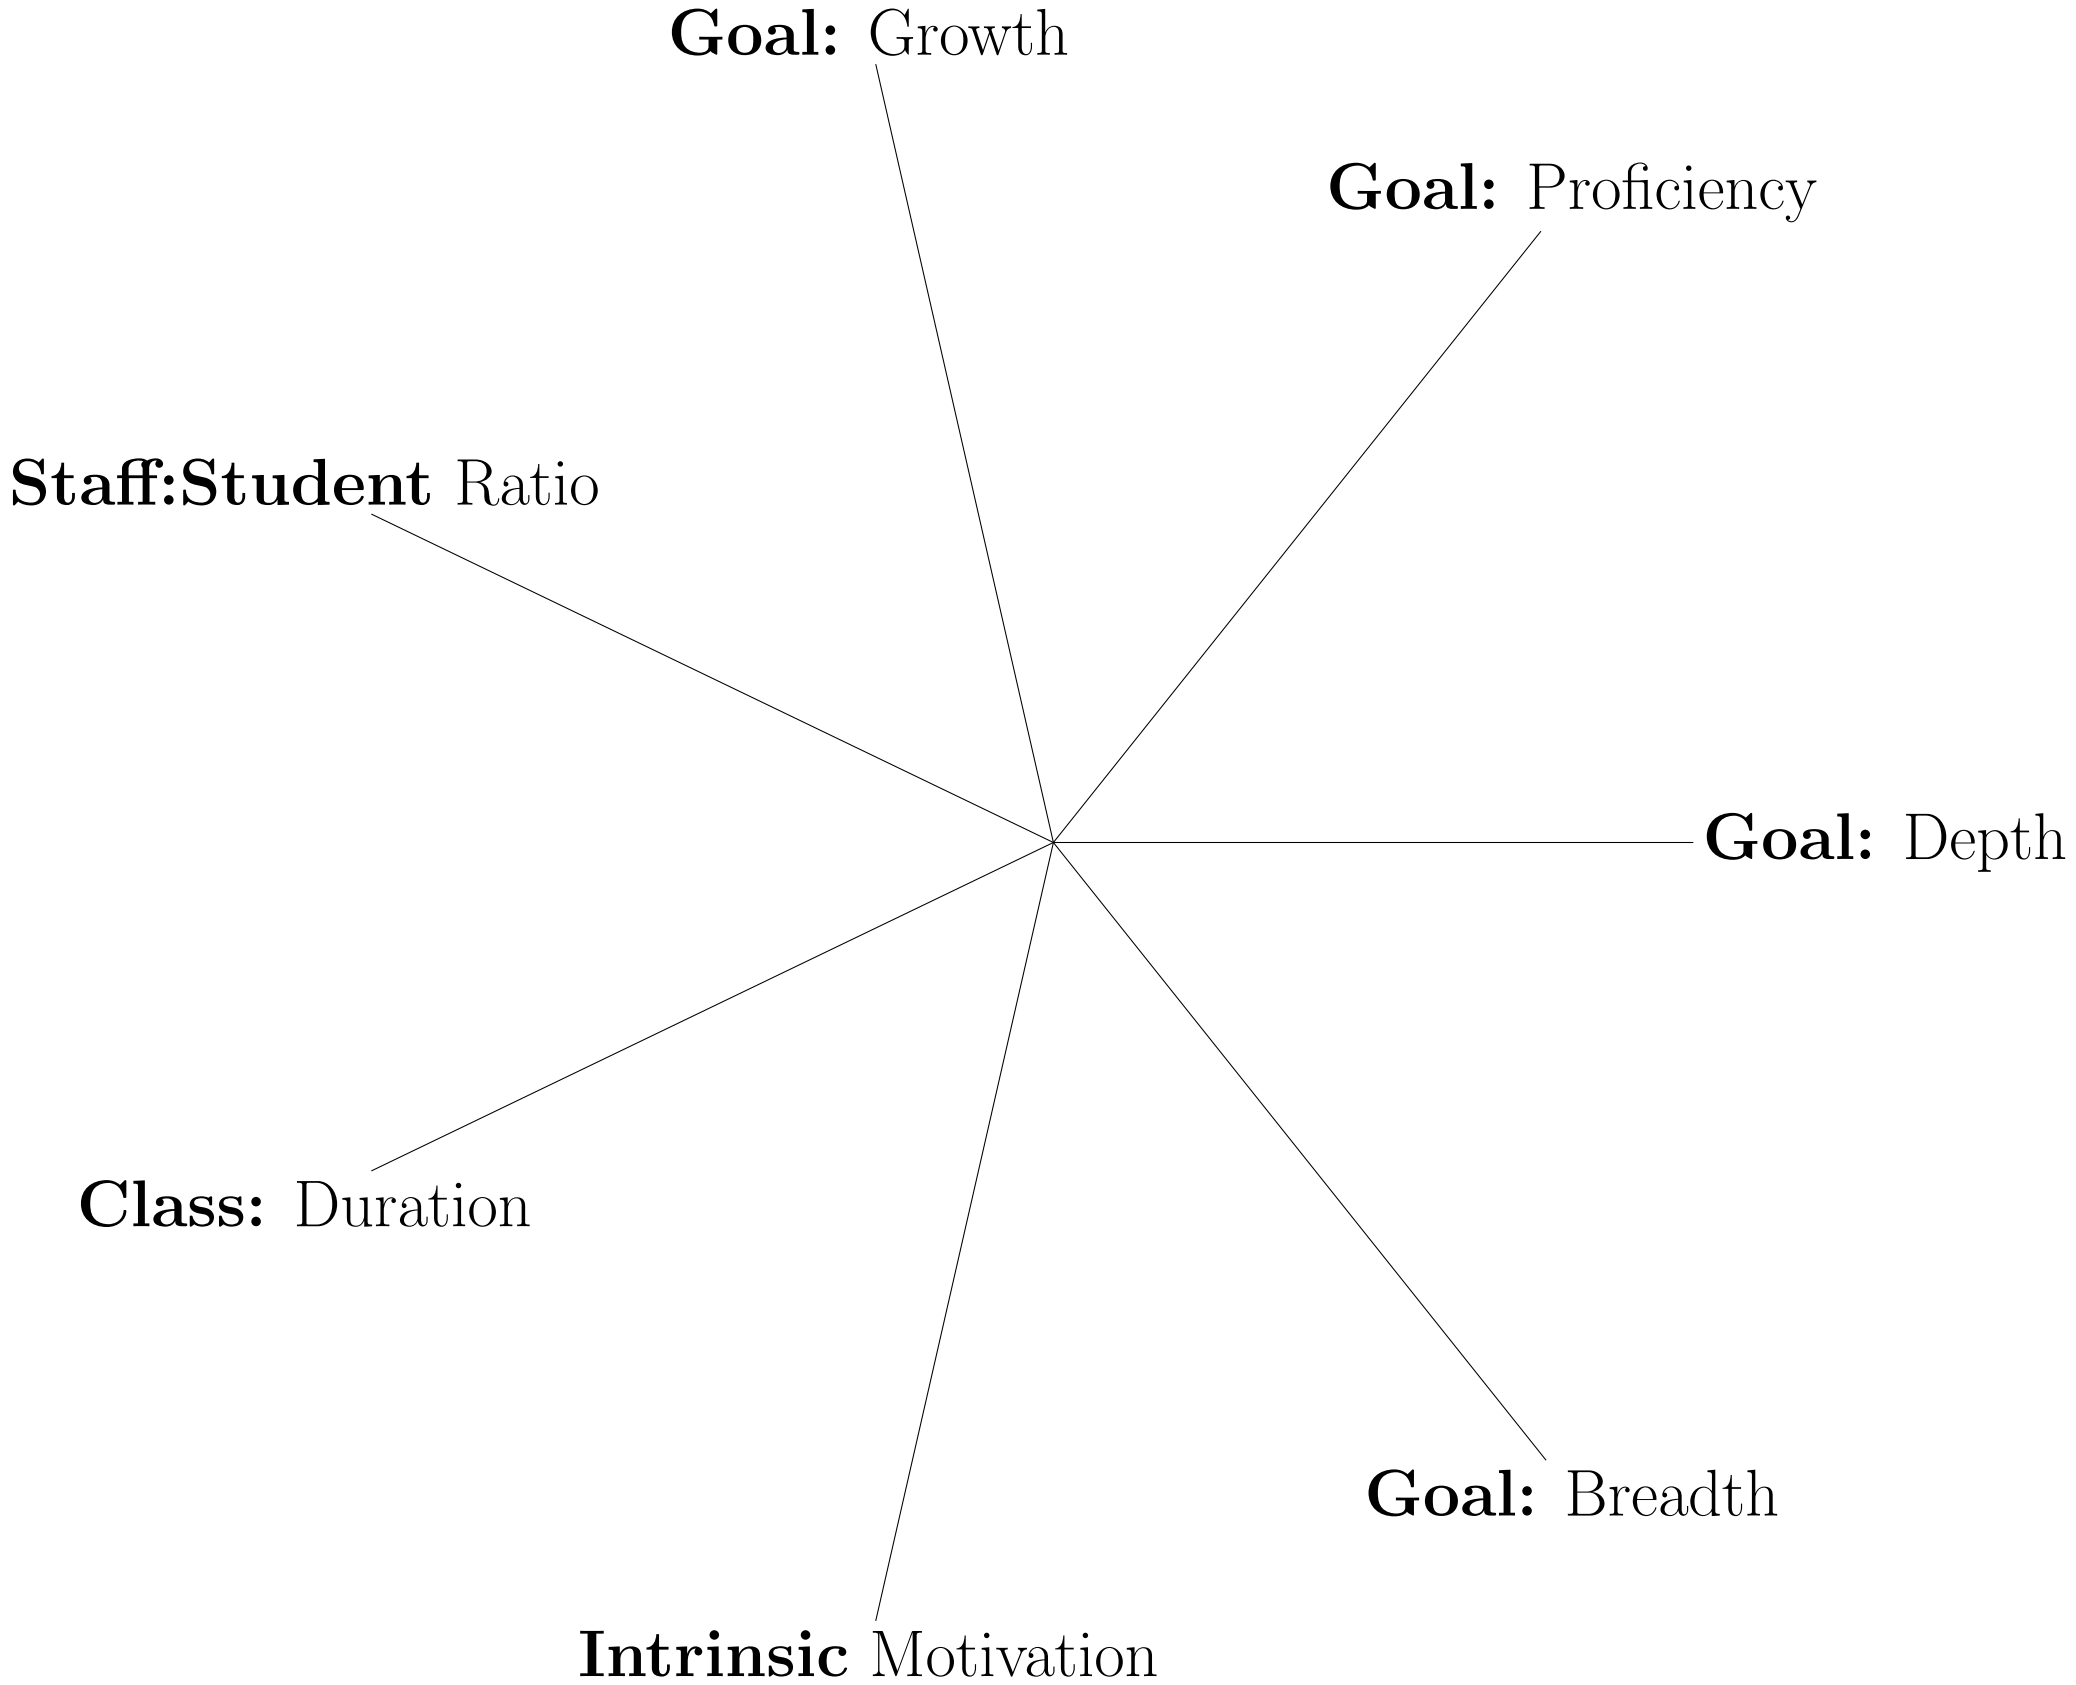 Goal: Growth
Goal: Proficiency
Staff:Student Ratio
Goal: Depth
Class: Duration
Goal: Breadth
Intrinsic Motivation